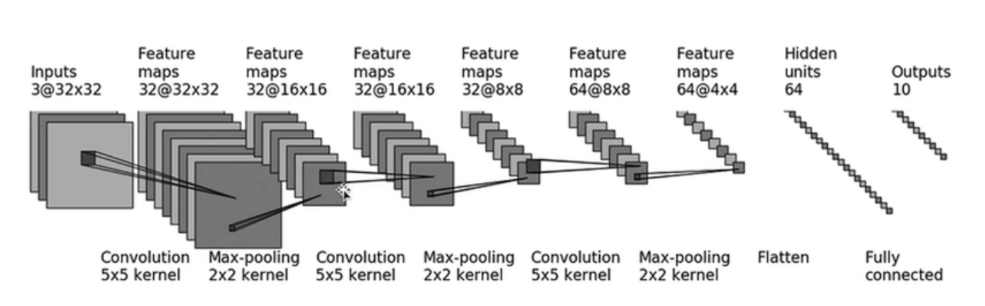 Inputs
3@32x32
Feature
maps
32@32x32
Feature
maps
32@16x16
Feature
maps
32@16x16
Feature
maps
32@8x8
Feature
maps
64@8x8
Feature
maps
64@4x4
Hidden
units
64
Outputs
10
Convolution
5x5 kernel
Max-pooling
2x2 kernel
Convolution
5x5 kernel
Max-pooling
2x2 kernel
Convolution
5x5 kernel
Max-pooling
2x2 kernel
Flatten
Fully
connected